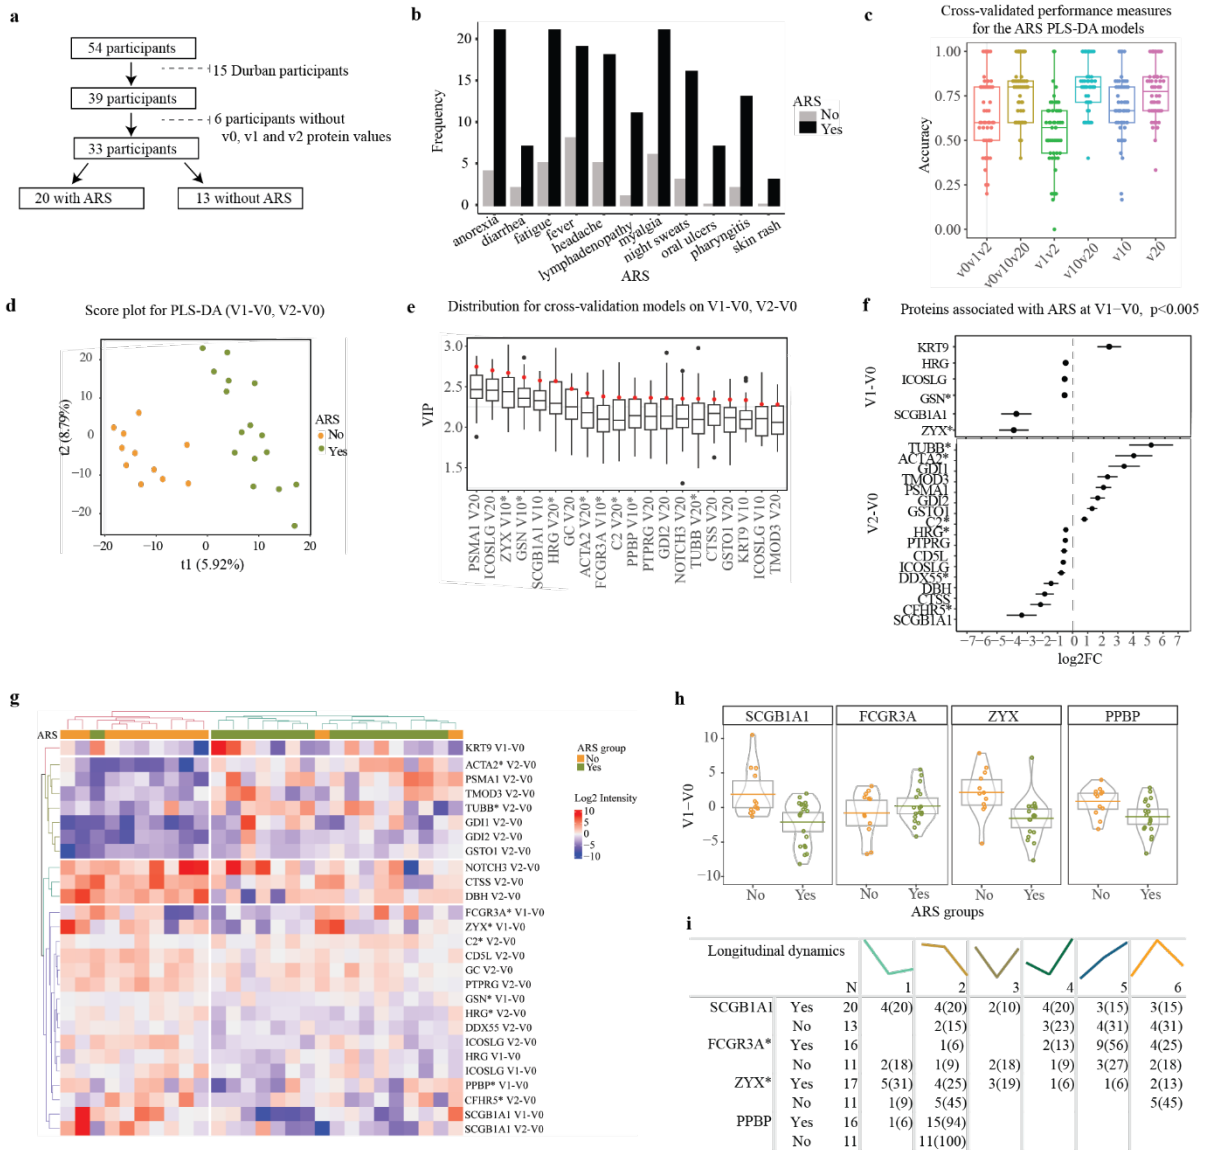 a
54 participants
15 Durban participants
39 participants
6 participants without
v0, v1 and v2 protein values
33 participants
20 with ARS
13 without ARS
b
Frequency
20
15
10
5
0
anorexia
diarrhea
fatigue
fever
headache
lymphadenopathy
myalgia
night sweats
oral ulcers
pharyngitis
skin rash
ARS
ARS
No
Yes
c
Cross-validated performance measures
for the ARS PLS-DA models
Accuracy
1.00
0.75
0.50
0.25
0.00
v0v1v2
v0v10v20
v1v2
v10v20
v10
v20
d
Score plot for PLS-DA (V1-V0, V2-V0)
t2 (8.79%)
20
10
0
−10
−20
−20
−10
0
10
20
t1 (5.92%)
ARS
No
Yes
e
Distribution for cross-validation models on V1-V0, V2-V0
VIP
3.0
2.5
2.0
1.5
PSMA1 V20
ICOSLG V20
ZYX V10*
GSN V10*
SCGB1A1 V10
HRG V20*
GC V20
ACTA2 V20*
FCGR3A V10*
C2 V20*
PPBP V10*
PTPRG V20
GDI2 V20
NOTCH3 V20
TUBB V20*
CTSS V20
GSTO1 V20
KRT9 V10
ICOSLG V10
TMOD3 V20
f
Proteins associated with ARS at V1−V0, p<0.005
V1-V0
KRT9
HRG
ICOSLG
GSN*
SCGB1A1
ZYX*
V2-V0
TUBB*
ACTA2*
GDI1
TMOD3
PSMA1
GDI2
GSTO1
C2*
HRG*
PTPRG
CD5L
ICOSLG
DDX55*
DBH
CTSS
CFHR5*
SCGB1A1
−7−6−5−4−3−2−1 0 1 2 3 4 5 6 7
log2FC
g
ARS
KRT9 V1-V0
ACTA2* V2-V0
PSMA1 V2-V0
TMOD3 V2-V0
TUBB* V2-V0
GDI1 V2-V0
GDI2 V2-V0
GSTO1 V2-V0
NOTCH3 V2-V0
CTSS V2-V0
DBH V2-V0
FCGR3A* V1-V0
ZYX* V1-V0
C2* V2-V0
CD5L V2-V0
GC V2-V0
PTPRG V2-V0
GSN* V1-V0
HRG* V2-V0
DDX55 V2-V0
ICOSLG V2-V0
HRG V1-V0
ICOSLG V1-V0
PPBP* V1-V0
CFHR5* V2-V0
SCGB1A1 V1-V0
SCGB1A1 V2-V0
ARS group
No
Yes
Log2 Intensity
10
5
0
−5
−10
h
SCGB1A1 FCGR3A ZYX PPBP
V1−V0
10
5
0
−5
−10
No Yes No Yes No Yes No Yes
ARS groups
i
Longitudinal dynamics
N 1 2 3 4 5 6
SCGB1A1 Yes 20 4(20) 4(20) 2(10) 4(20) 3(15) 3(15)
No 13 2(15) 3(23) 4(31) 4(31)
FCGR3A* Yes 16 1(6) 2(13) 9(56) 4(25)
No 11 2(18) 1(9) 2(18) 1(9) 3(27) 2(18)
ZYX* Yes 17 5(31) 4(25) 3(19) 1(6) 1(6) 2(13)
No 11 1(9) 5(45) 5(45)
PPBP Yes 16 1(6) 15(94)
No 11 11(100)